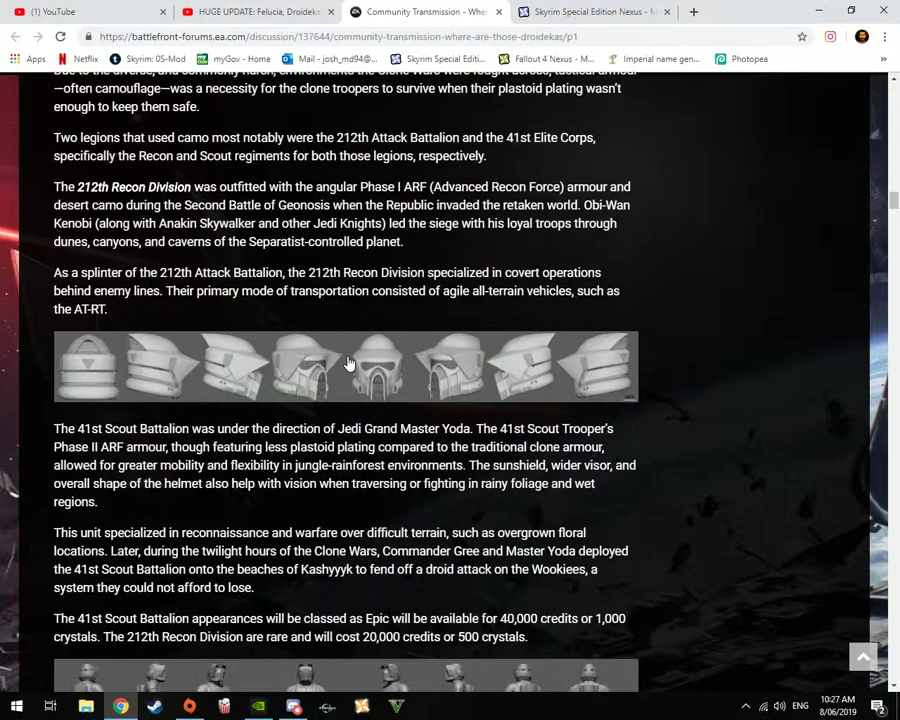 (1) YouTube
HUGE UPDATE: Felucia, Droideka
Community Transmission - Wher
Skyrim Special Edition Nexus - M
https://battlefront-forums.ea.com/discussion/137644/community-transmission-where-are-those-droidekas/p1
Apps
Netflix
Skyrim: 0S-Mod
myGov - Home
Mail - josh_md94@...
Skyrim Special Editi...
Fallout 4 Nexus - M...
Imperial name gen...
Photopea
»
Due to the diverse, and commonly harsh, environments the Clone Wars were fought across, tactical armour
—often camouflage—was a necessity for the clone troopers to survive when their plastoid plating wasn't
enough to keep them safe.
Two legions that used camo most notably were the 212th Attack Battalion and the 41st Elite Corps,
specifically the Recon and Scout regiments for both those legions, respectively.
The 212th Recon Division was outfitted with the angular Phase I ARF (Advanced Recon Force) armour and
desert camo during the Second Battle of Geonosis when the Republic invaded the retaken world. Obi-Wan
Kenobi (along with Anakin Skywalker and other Jedi Knights) led the siege with his loyal troops through
dunes, canyons, and caverns of the Separatist-controlled planet.
As a splinter of the 212th Attack Battalion, the 212th Recon Division specialized in covert operations
behind enemy lines. Their primary mode of transportation consisted of agile all-terrain vehicles, such as
the AT-RT.
The 41st Scout Battalion was under the direction of Jedi Grand Master Yoda. The 41st Scout Trooper's
Phase II ARF armour, though featuring less plastoid plating compared to the traditional clone armour,
allowed for greater mobility and flexibility in jungle-rainforest environments. The sunshield, wider visor, and
overall shape of the helmet also help with vision when traversing or fighting in rainy foliage and wet
regions.
This unit specialized in reconnaissance and warfare over difficult terrain, such as overgrown floral
locations. Later, during the twilight hours of the Clone Wars, Commander Gree and Master Yoda deployed
the 41st Scout Battalion onto the beaches of Kashyyyk to fend off a droid attack on the Wookiees, a
system they could not afford to lose.
The 41st Scout Battalion appearances will be classed as Epic will be available for 40,000 credits or 1,000
crystals. The 212th Recon Division are rare and will cost 20,000 credits or 500 crystals.
ENG
10:27 AM
8/06/2019
2